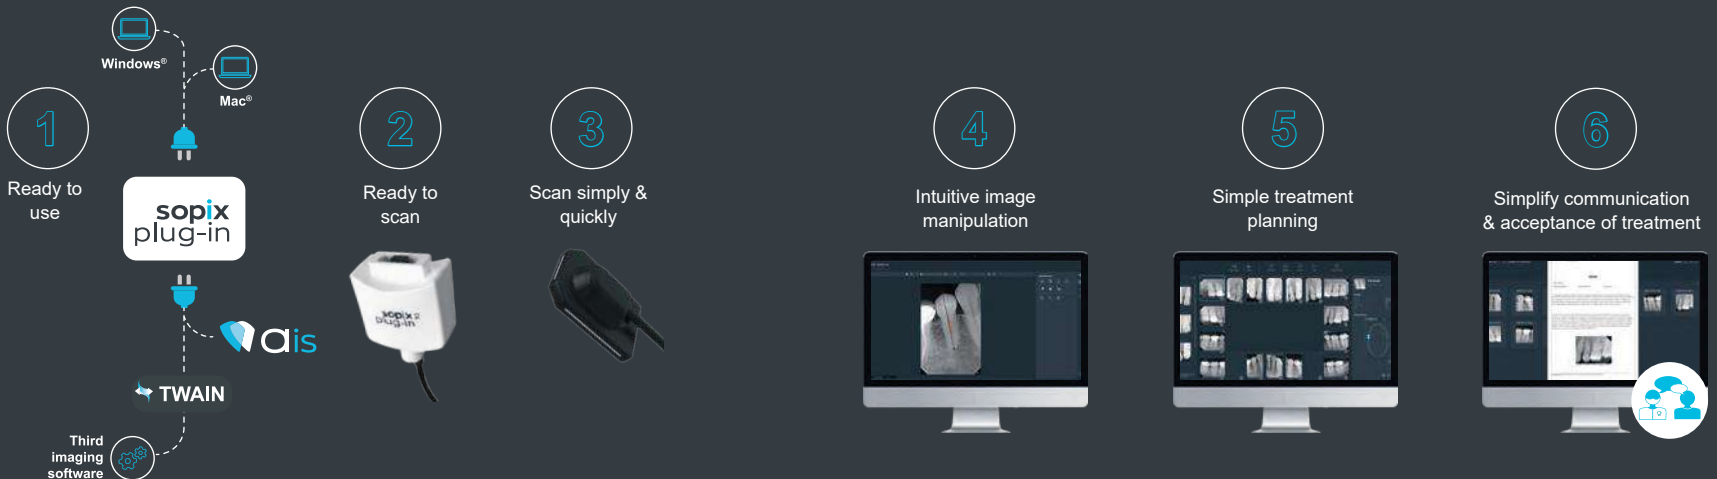 Windows®
Mac®
1
Ready to
use
sopix
plug-in
ais
TWAIN
Third
imaging
software
2
Ready to
scan
sopix
plug-in
3
Scan simply &
quickly
4
Intuitive image
manipulation
5
Simple treatment
planning
6
Simplify communication
& acceptance of treatment